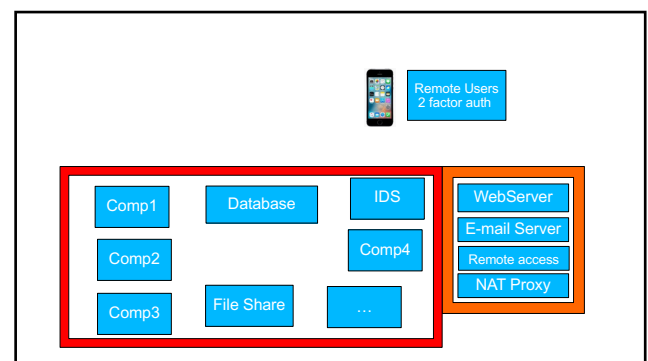 Remote Users
2 factor auth
Comp1
Database
IDS
WebServer
E-mail Server
Comp2
Comp4
Remote access
NAT Proxy
Comp3
File Share
…